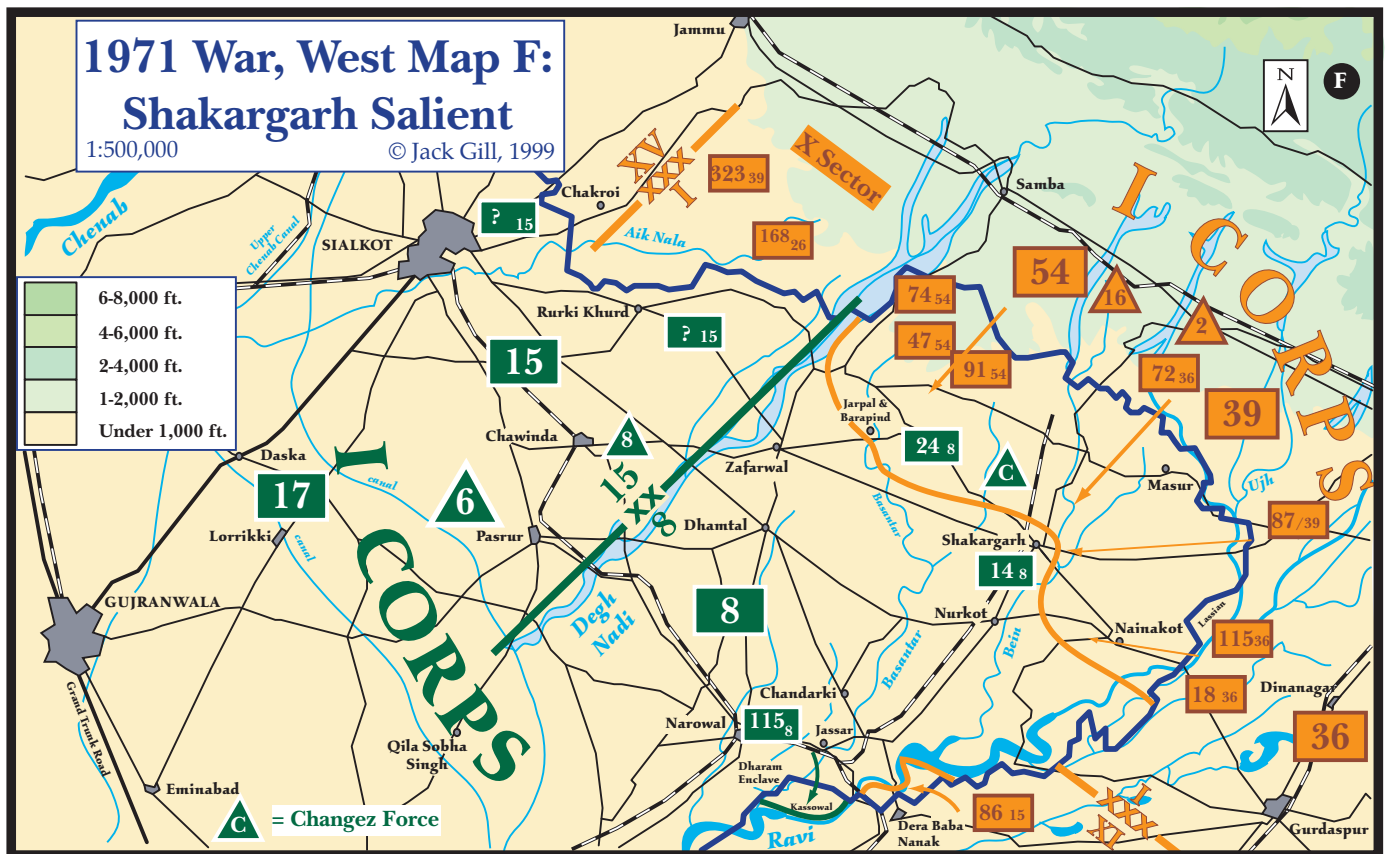 1971 War, West Map F:
Shakargarh Salient
1:500,000
© Jack Gill, 1999
Jammu
N
F
XV
XXX
I
323 39
X Sector
Samba
Chakroi
? 15
Chenab
Upper
Chenab Canal
SIALKOT
Aik Nala
168 26
I CORPS
54
16
2
6-8,000 ft.
4-6,000 ft.
2-4,000 ft.
1-2,000 ft.
Under 1,000 ft.
Rurki Khurd
? 15
74 54
47 54
91 54
72 36
39
15
Jarpal &
Barapind
Chawinda
8
Zafarwal
24 8
C
Masur
Ujh
Daska
I CORPS
canal
17
6
15
XX
8
Basantar
87/39
Lorrikki
canal
Pasrur
Dhamtal
Shakargarh
14 8
GUJRANWALA
Degh
Nadi
8
Nurkot
Bein
Nainakot
Lassian
115 36
Basantar
Grand Trunk Road
Chandarki
18 36
Dinanagar
Narowal
115 8
Jassar
36
Qila Sobha
Singh
Dharam
Enclave
Kassowal
Eminabad
C
= Changez Force
Ravi
Dera Baba
Nanak
86 15
I
XXX
XI
Gurdaspur